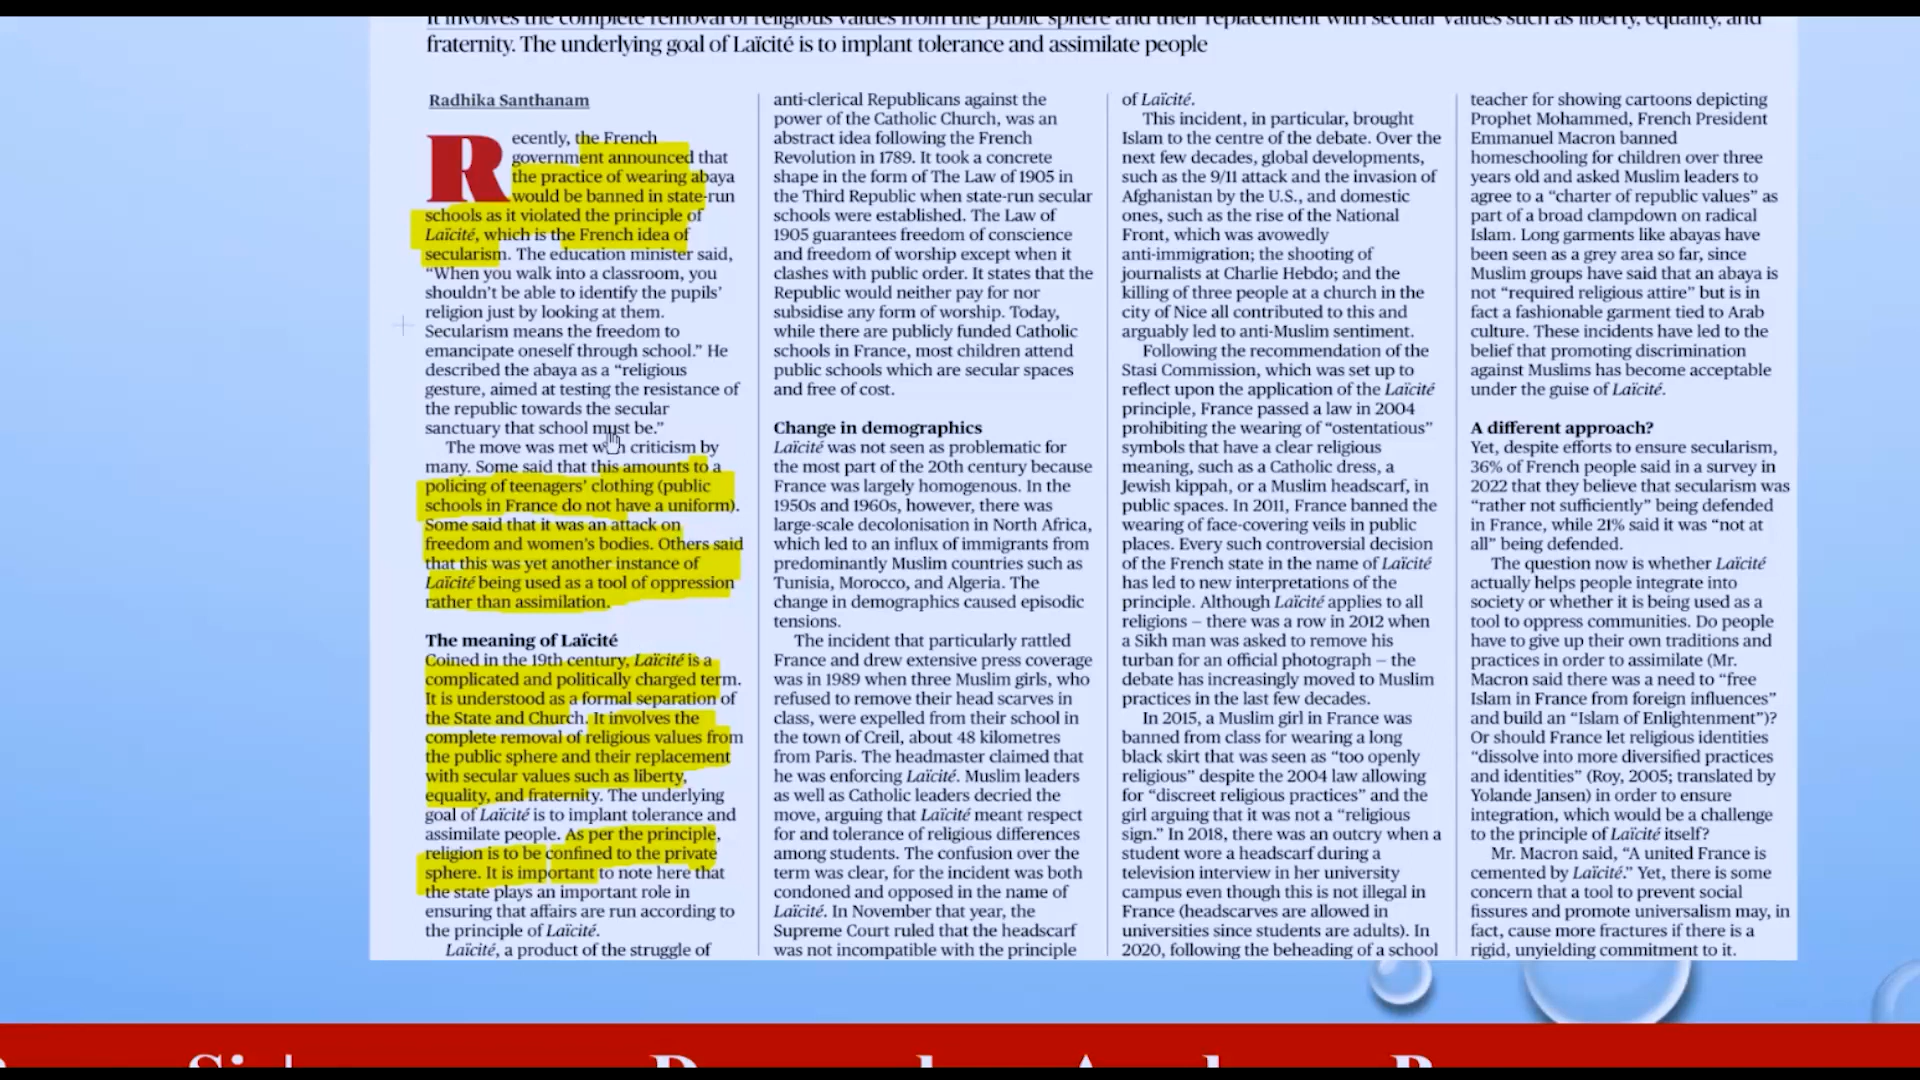 It involves the complete removal of religious values from the public sphere and their replacement with secular values such as liberty, equality, and
fraternity. The underlying goal of Laïcité is to implant tolerance and assimilate people
Radhika Santhanam
Recently, the French
government announced that
the practice of wearing abaya
would be banned in state-run
schools as it violated the principle of
Laïcité, which is the French idea of
secularism. The education minister said,
“When you walk into a classroom, you
shouldn’t be able to identify the pupils’
religion just by looking at them.
Secularism means the freedom to
emancipate oneself through school.” He
described the abaya as a “religious
gesture, aimed at testing the resistance of
the republic towards the secular
sanctuary that school must be.”
The move was met with criticism by
many. Some said that this amounts to a
policing of teenagers’ clothing (public
schools in France do not have a uniform).
Some said that it was an attack on
freedom and women’s bodies. Others said
that this was yet another instance of
Laïcité being used as a tool of oppression
rather than assimilation.
The meaning of Laïcité
Coined in the 19th century, Laïcité is a
complicated and politically charged term.
It is understood as a formal separation of
the State and Church. It involves the
complete removal of religious values from
the public sphere and their replacement
with secular values such as liberty,
equality, and fraternity. The underlying
goal of Laïcité is to implant tolerance and
assimilate people. As per the principle,
religion is to be confined to the private
sphere. It is important to note here that
the state plays an important role in
ensuring that affairs are run according to
the principle of Laïcité.
Laïcité, a product of the struggle of
anti-clerical Republicans against the
power of the Catholic Church, was an
abstract idea following the French
Revolution in 1789. It took a concrete
shape in the form of The Law of 1905 in
the Third Republic when state-run secular
schools were established. The Law of
1905 guarantees freedom of conscience
and freedom of worship except when it
clashes with public order. It states that the
Republic would neither pay for nor
subsidise any form of worship. Today,
while there are publicly funded Catholic
schools in France, most children attend
public schools which are secular spaces
and free of cost.
Change in demographics
Laïcité was not seen as problematic for
the most part of the 20th century because
France was largely homogenous. In the
1950s and 1960s, however, there was
large-scale decolonisation in North Africa,
which led to an influx of immigrants from
predominantly Muslim countries such as
Tunisia, Morocco, and Algeria. The
change in demographics caused episodic
tensions.
The incident that particularly rattled
France and drew extensive press coverage
was in 1989 when three Muslim girls, who
refused to remove their head scarves in
class, were expelled from their school in
the town of Creil, about 48 kilometres
from Paris. The headmaster claimed that
he was enforcing Laïcité. Muslim leaders
as well as Catholic leaders decried the
move, arguing that Laïcité meant respect
for and tolerance of religious differences
among students. The confusion over the
term was clear, for the incident was both
condoned and opposed in the name of
Laïcité. In November that year, the
Supreme Court ruled that the headscarf
was not incompatible with the principle
of Laïcité.
This incident, in particular, brought
Islam to the centre of the debate. Over the
next few decades, global developments,
such as the 9/11 attack and the invasion of
Afghanistan by the U.S., and domestic
ones, such as the rise of the National
Front, which was avowedly
anti-immigration; the shooting of
journalists at Charlie Hebdo; and the
killing of three people at a church in the
city of Nice all contributed to this and
arguably led to anti-Muslim sentiment.
Following the recommendation of the
Stasi Commission, which was set up to
reflect upon the application of the Laïcité
principle, France passed a law in 2004
prohibiting the wearing of “ostentatious”
symbols that have a clear religious
meaning, such as a Catholic dress, a
Jewish kippah, or a Muslim headscarf, in
public spaces. In 2011, France banned the
wearing of face-covering veils in public
places. Every such controversial decision
of the French state in the name of Laïcité
has led to new interpretations of the
principle. Although Laïcité applies to all
religions – there was a row in 2012 when
a Sikh man was asked to remove his
turban for an official photograph – the
debate has increasingly moved to Muslim
practices in the last few decades.
In 2015, a Muslim girl in France was
banned from class for wearing a long
black skirt that was seen as “too openly
religious” despite the 2004 law allowing
for “discreet religious practices” and the
girl arguing that it was not a “religious
sign.” In 2018, there was an outcry when a
student wore a headscarf during a
television interview in her university
campus even though this is not illegal in
France (headscarves are allowed in
universities since students are adults). In
2020, following the beheading of a school
teacher for showing cartoons depicting
Prophet Mohammed, French President
Emmanuel Macron banned
homeschooling for children over three
years old and asked Muslim leaders to
agree to a “charter of republic values” as
part of a broad clampdown on radical
Islam. Long garments like abayas have
been seen as a grey area so far, since
Muslim groups have said that an abaya is
not “required religious attire” but is in
fact a fashionable garment tied to Arab
culture. These incidents have led to the
belief that promoting discrimination
against Muslims has become acceptable
under the guise of Laïcité.
A different approach?
Yet, despite efforts to ensure secularism,
36% of French people said in a survey in
2022 that they believe that secularism was
“rather not sufficiently” being defended
in France, while 21% said it was “not at
all” being defended.
The question now is whether Laïcité
actually helps people integrate into
society or whether it is being used as a
tool to oppress communities. Do people
have to give up their own traditions and
practices in order to assimilate (Mr.
Macron said there was a need to “free
Islam in France from foreign influences”
and build an “Islam of Enlightenment”)?
Or should France let religious identities
“dissolve into more diversified practices
and identities” (Roy, 2005; translated by
Yolande Jansen) in order to ensure
integration, which would be a challenge
to the principle of Laïcité itself?
Mr. Macron said, “A united France is
cemented by Laïcité.” Yet, there is some
concern that a tool to prevent social
fissures and promote universalism may, in
fact, cause more fractures if there is a
rigid, unyielding commitment to it.